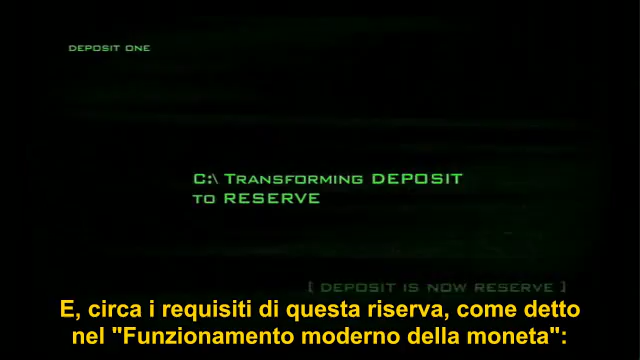 DEPOSIT ONE
C:\ TRANSFORMING DEPOSIT
TO RESERVE
[ DEPOSIT IS NOW RESERVE ]
E, circa i requisiti di questa riserva, come detto
nel "Funzionamento moderno della moneta":